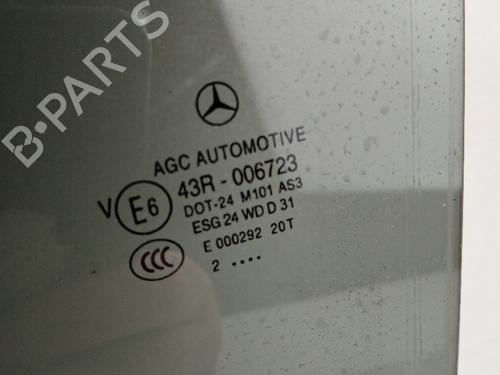 B-PARTS
AGC AUTOMOTIVE
V E6 43R - 006723
DOT-24 M101 AS3
ESG 24 WD D 31
E 000292 20T
CCC
2 ....